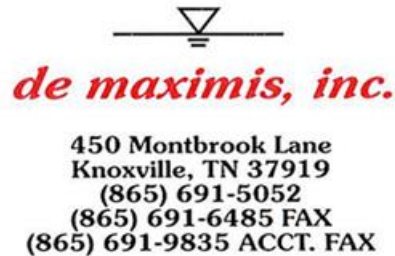 de maximis, inc.
450 Montbrook Lane
Knoxville, TN 37919
(865) 691-5052
(865) 691-6485 FAX
(865) 691-9835 ACCT. FAX